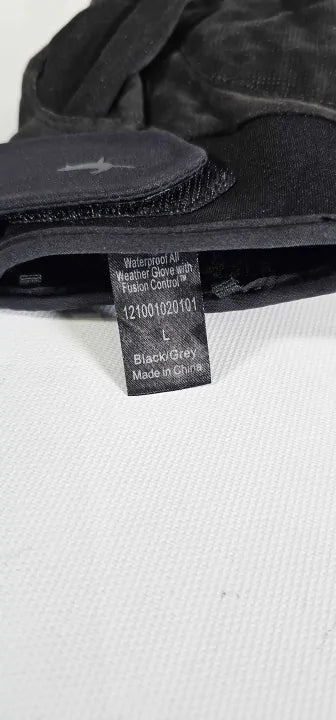 Waterproof All
Weather Glove with
Fusion Control™
121001020101
L
Black/Grey
Made in China